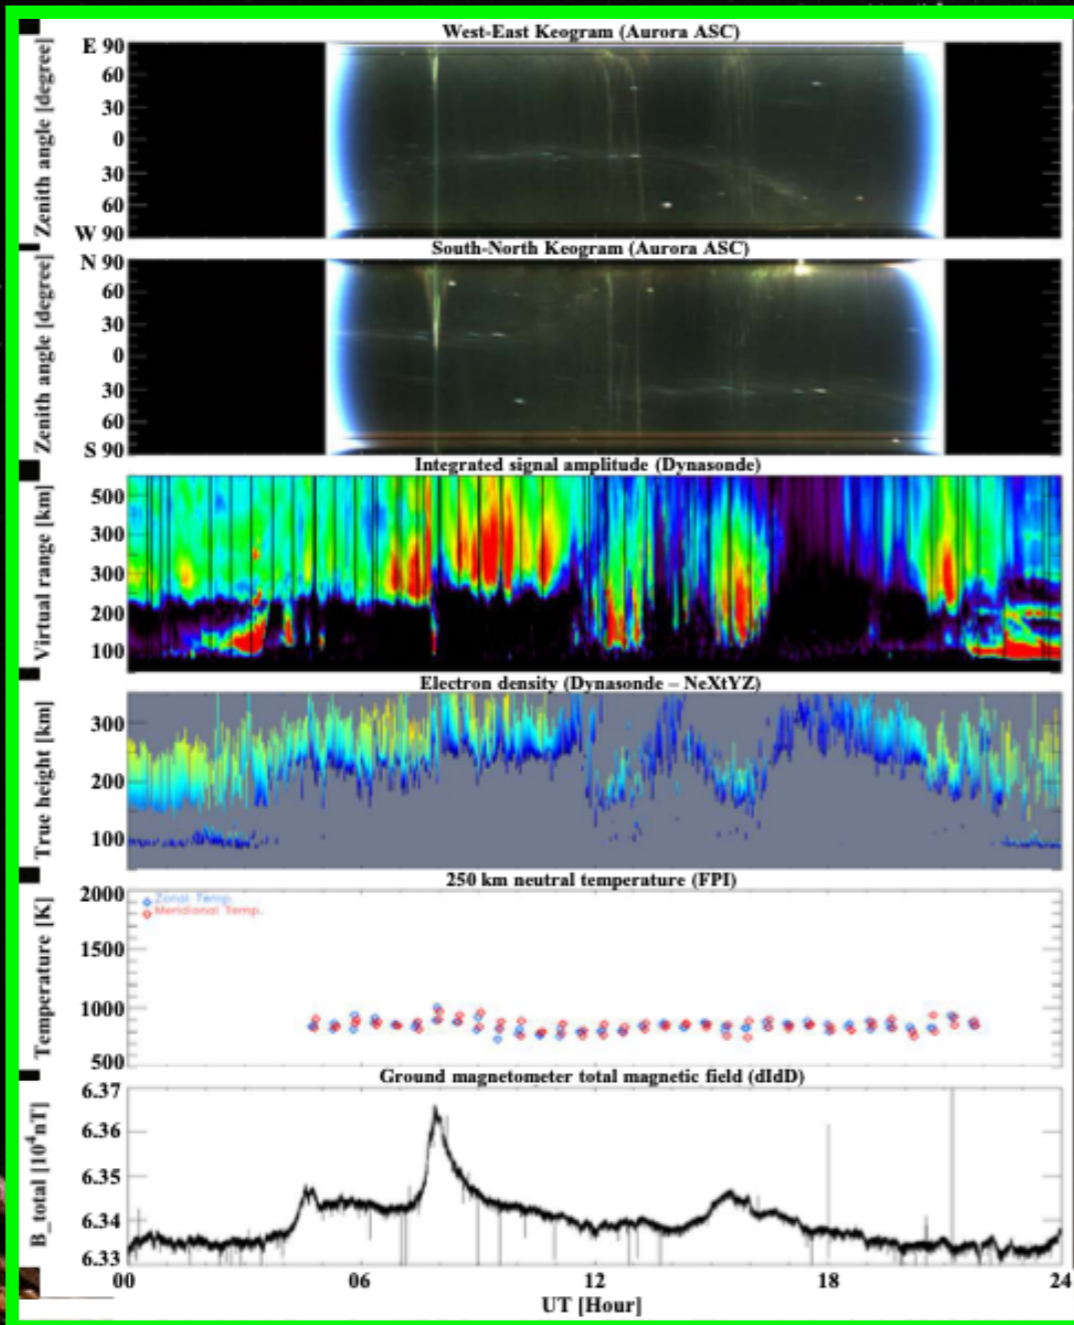 West-East Keogram (Aurora ASC)
Zenith angle [degree]
E 90
60
30
0
30
60
W 90
South-North Keogram (Aurora ASC)
Zenith angle [degree]
N 90
60
30
0
30
60
S 90
Integrated signal amplitude (Dynasonde)
Virtual range [km]
500
300
300
200
100
Electron density (Dynasonde – NeXtYZ)
True height [km]
300
200
100
250 km neutral temperature (FPI)
Temperature [K]
2000
1500
1000
500
Zonal Temp.
Meridional Temp.
Ground magnetometer total magnetic field (dIdD)
B_total [10⁴nT]
6.37
6.36
6.35
6.34
6.33
00 06 12 18 24
UT [Hour]